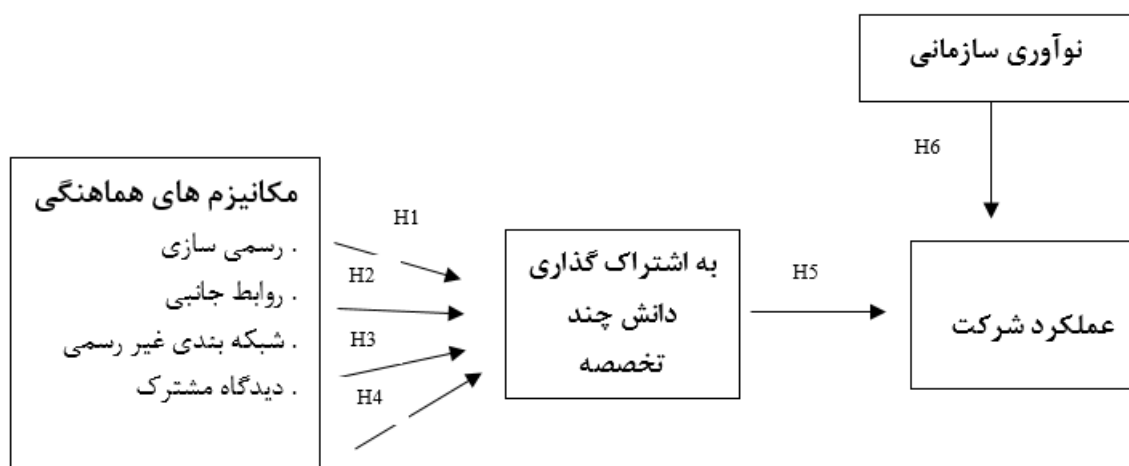 نوآوری سازمانی
H6
مکانیزم های هماهنگی
. رسمی سازی
. روابط جانبی
. شبکه بندی غیر رسمی
. دیدگاه مشترک
H1
H2
H3
H4
به اشتراک گذاری
دانش چند
تخصصه
H5
عملکرد شرکت